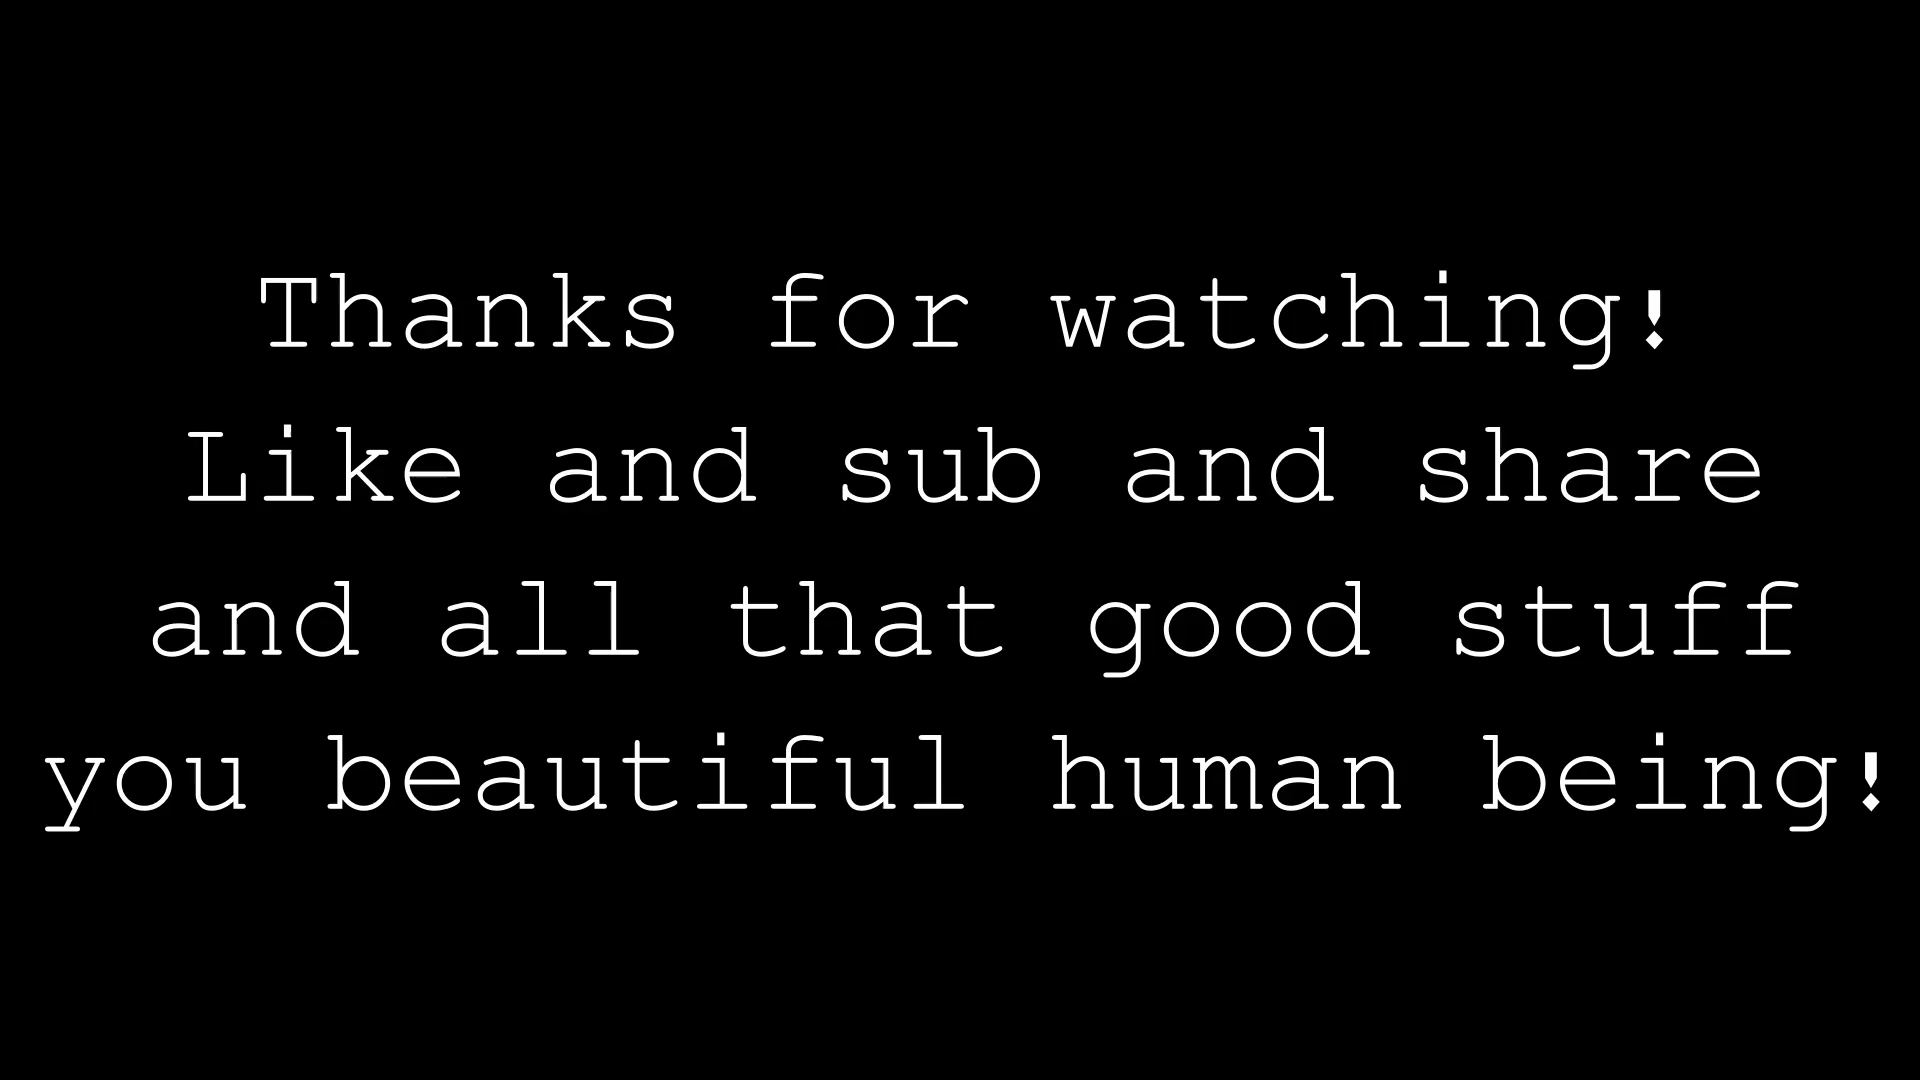 Thanks for watching!
Like and sub and share
and all that good stuff
you beautiful human being!